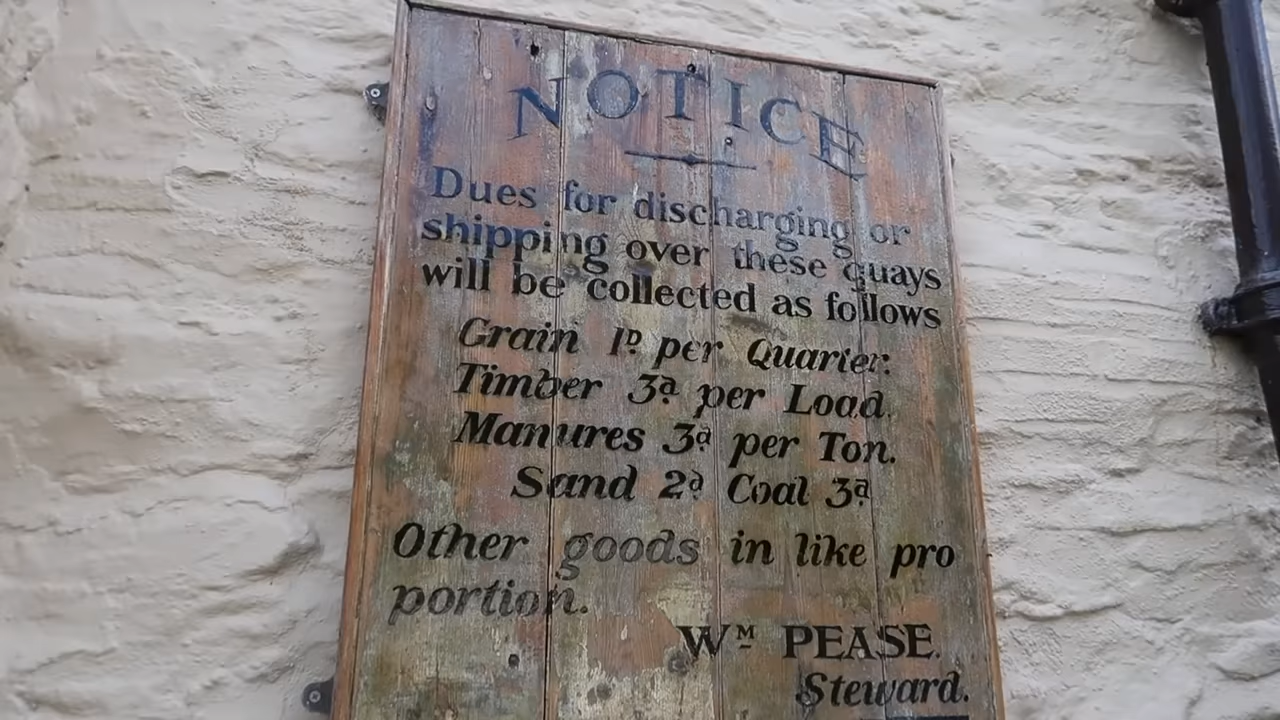 NOTICE
Dues for discharging or
shipping over these quays
will be collected as follows
Grain 1D per Quarter.
Timber 3d per Load.
Manures 3d per Ton.
Sand 2d Coal 3d
Other goods in like pro
portion.
WM PEASE.
Steward.